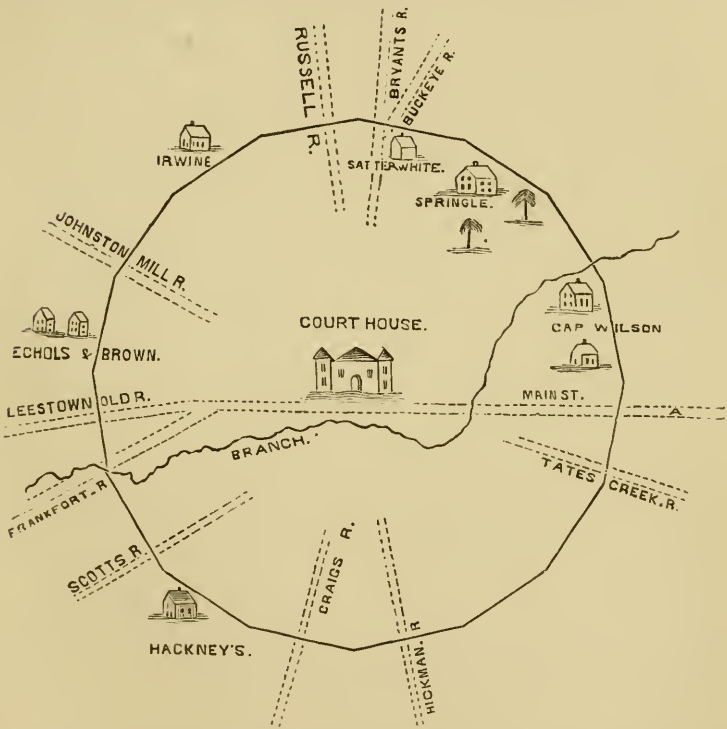 RUSSELL R.
BRYANTS R.
BUCKEYE R.
IRWINE
SATTERWHITE.
SPRINGLE.
JOHNSTON MILL R.
COURT HOUSE.
CAP WILSON
ECHOLS & BROWN.
LEESTOWN OLD R.
MAIN ST.
A
BRANCH.
TATES CREEK. R.
FRANKFORT. R
SCOTTS R.
CRAIGS R.
HICKMAN. R
HACKNEY'S.